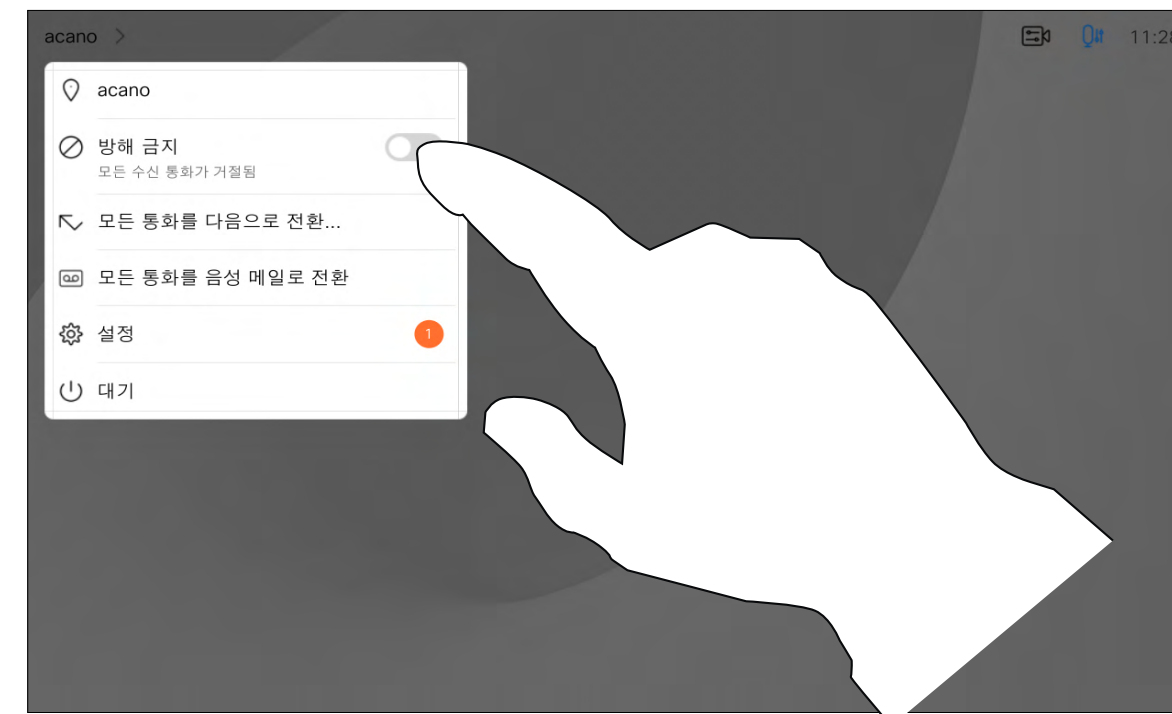 acano
11:28
acano
방해 금지
모든 수신 통화가 거절됨
모든 통화를 다음으로 전환...
모든 통화를 음성 메일로 전환
설정 1
대기